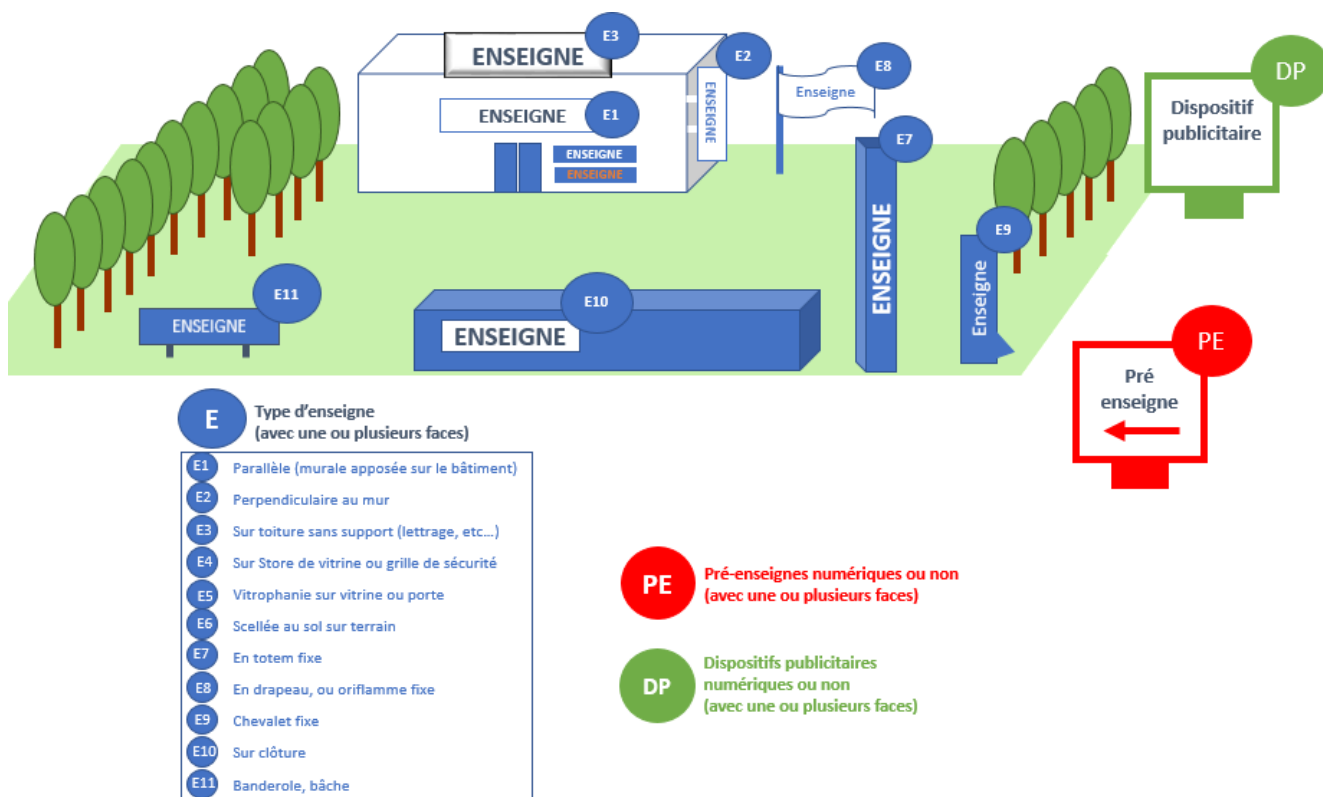 ENSEIGNE
E3
E2
E8
DP
Enseigne
Dispositif
publicitaire
ENSEIGNE
E1
ENSEIGNE
E7
ENSEIGNE
ENSEIGNE
ENSEIGNE
E9
Enseigne
E11
ENSEIGNE
E10
ENSEIGNE
PE
Pré
enseigne
E
Type d’enseigne
(avec une ou plusieurs faces)
E1 Parallèle (murale apposée sur le bâtiment)
E2 Perpendiculaire au mur
E3 Sur toiture sans support (lettrage, etc…)
E4 Sur Store de vitrine ou grille de sécurité
E5 Vitrophanie sur vitrine ou porte
E6 Scellée au sol sur terrain
E7 En totem fixe
E8 En drapeau, ou oriflamme fixe
E9 Chevalet fixe
E10 Sur clôture
E11 Banderole, bâche
PE
Pré-enseignes numériques ou non
(avec une ou plusieurs faces)
DP
Dispositifs publicitaires
numériques ou non
(avec une ou plusieurs faces)